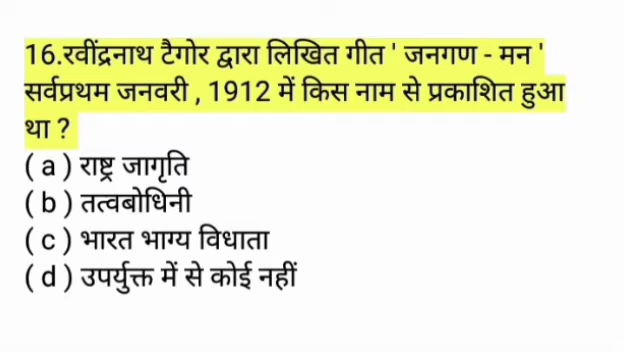 16.रवींद्रनाथ टैगोर द्वारा लिखित गीत ' जनगण - मन '
सर्वप्रथम जनवरी , 1912 में किस नाम से प्रकाशित हुआ
था ?
( a ) राष्ट्र जागृति
( b ) तत्वबोधिनी
( c ) भारत भाग्य विधाता
( d ) उपर्युक्त में से कोई नहीं